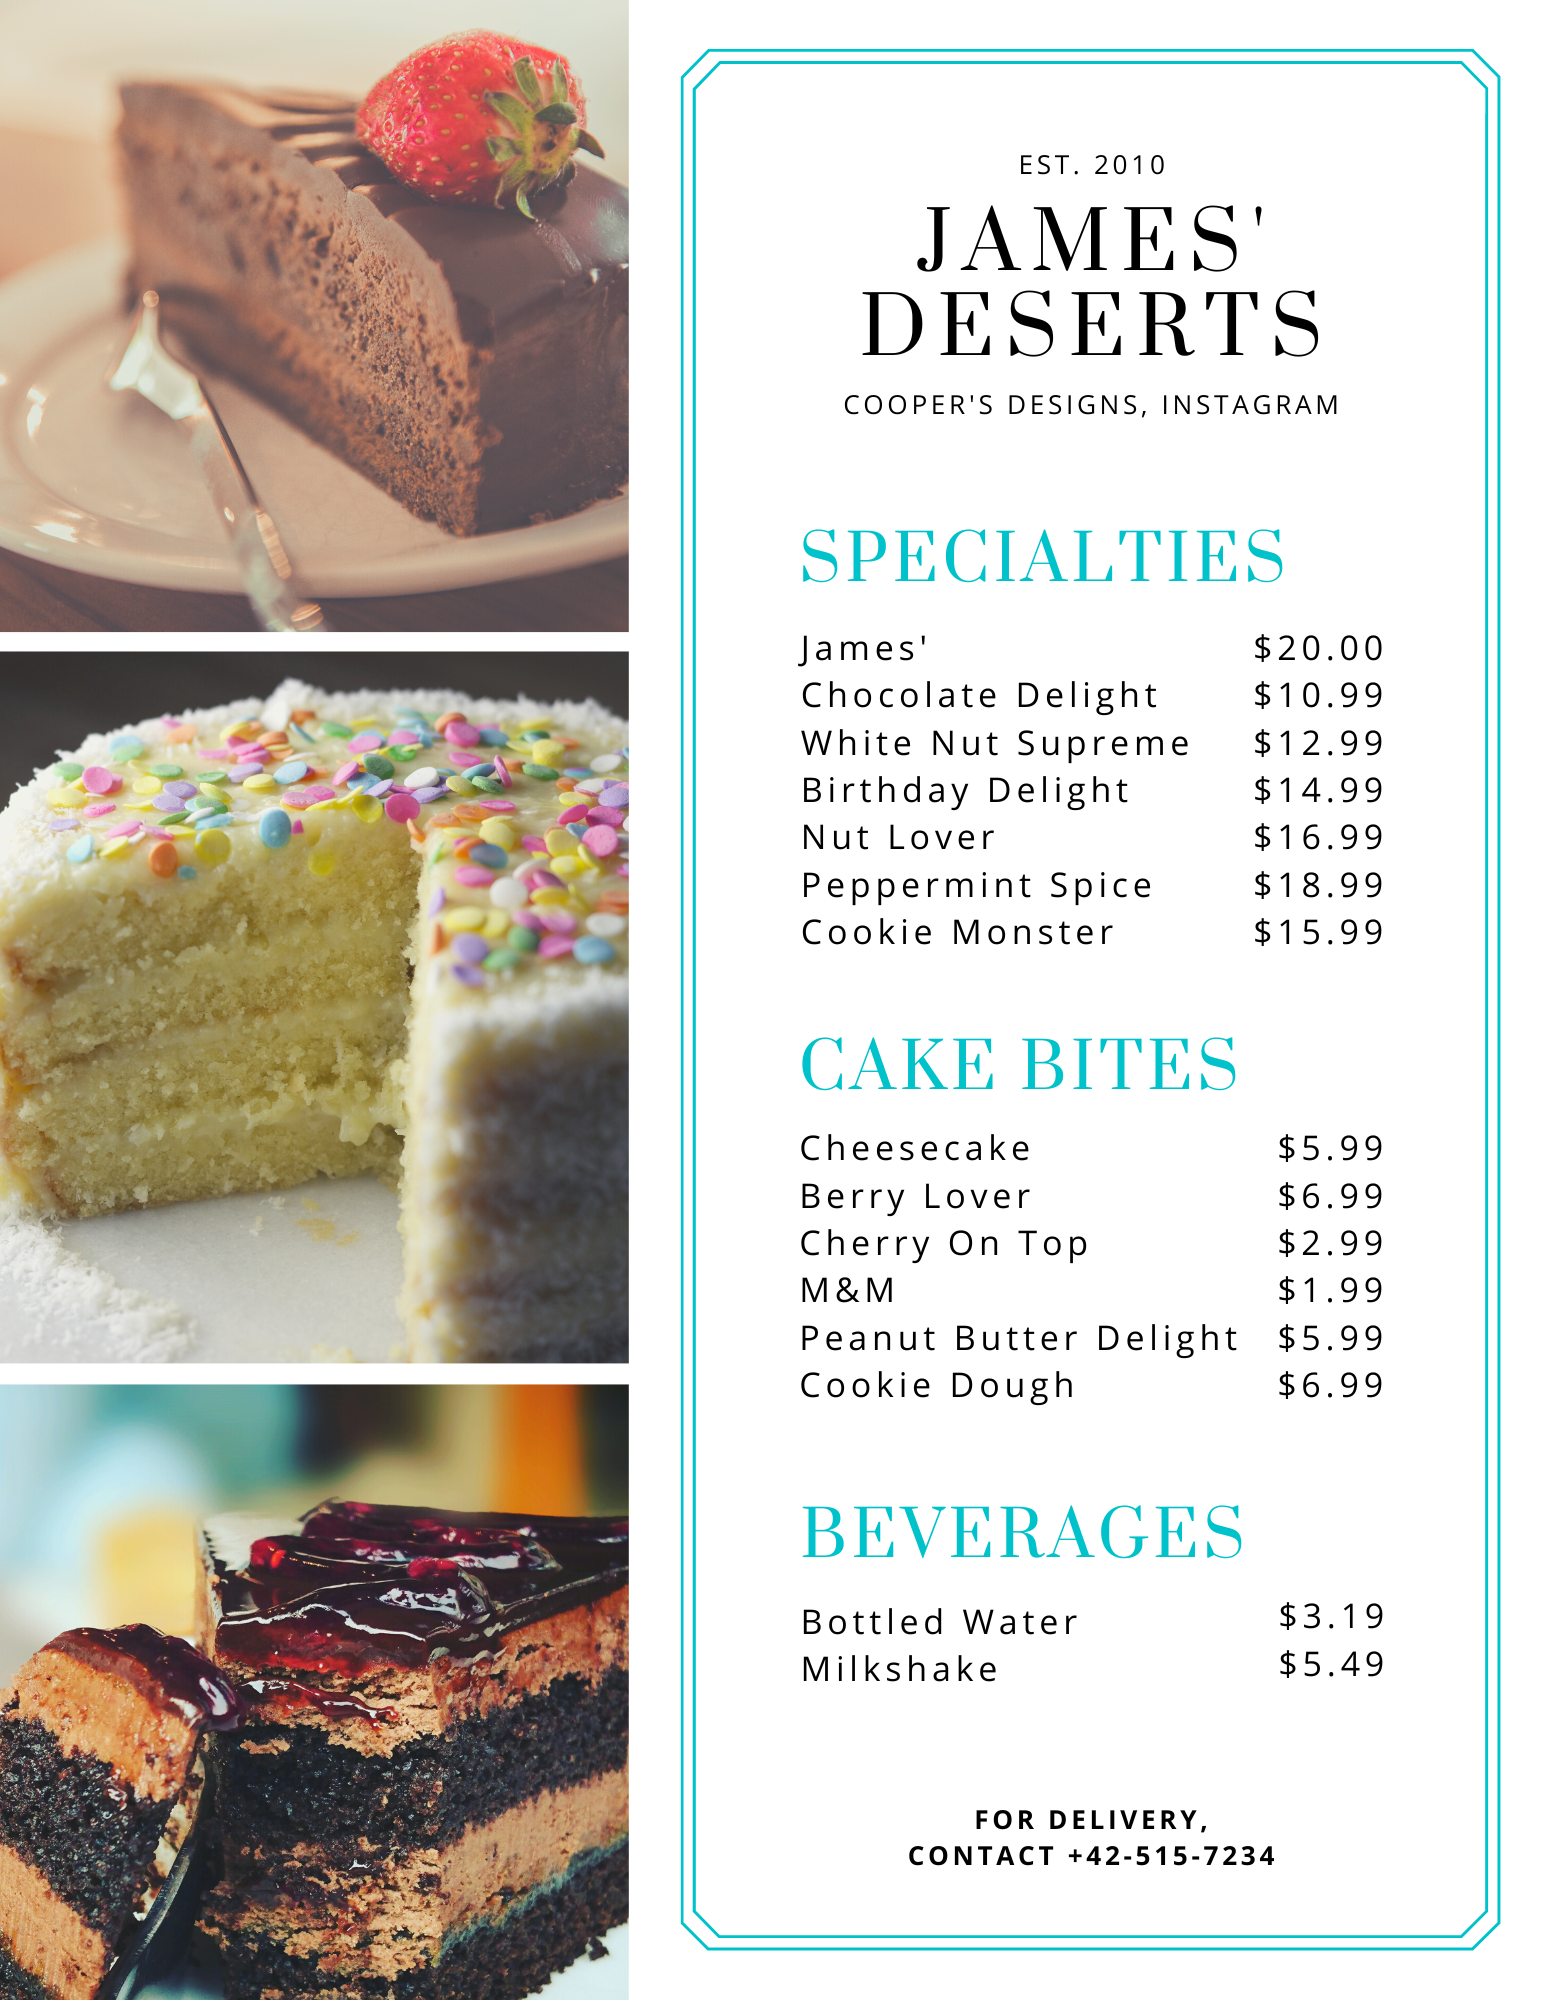 EST. 2010
JAMES'
DESERTS
COOPER'S DESIGNS, INSTAGRAM
SPECIALTIES
James' $20.00
Chocolate Delight $10.99
White Nut Supreme $12.99
Birthday Delight $14.99
Nut Lover $16.99
Peppermint Spice $18.99
Cookie Monster $15.99
CAKE BITES
Cheesecake $5.99
Berry Lover $6.99
Cherry On Top $2.99
M&M $1.99
Peanut Butter Delight $5.99
Cookie Dough $6.99
BEVERAGES
Bottled Water $3.19
Milkshake $5.49
FOR DELIVERY,
CONTACT +42-515-7234